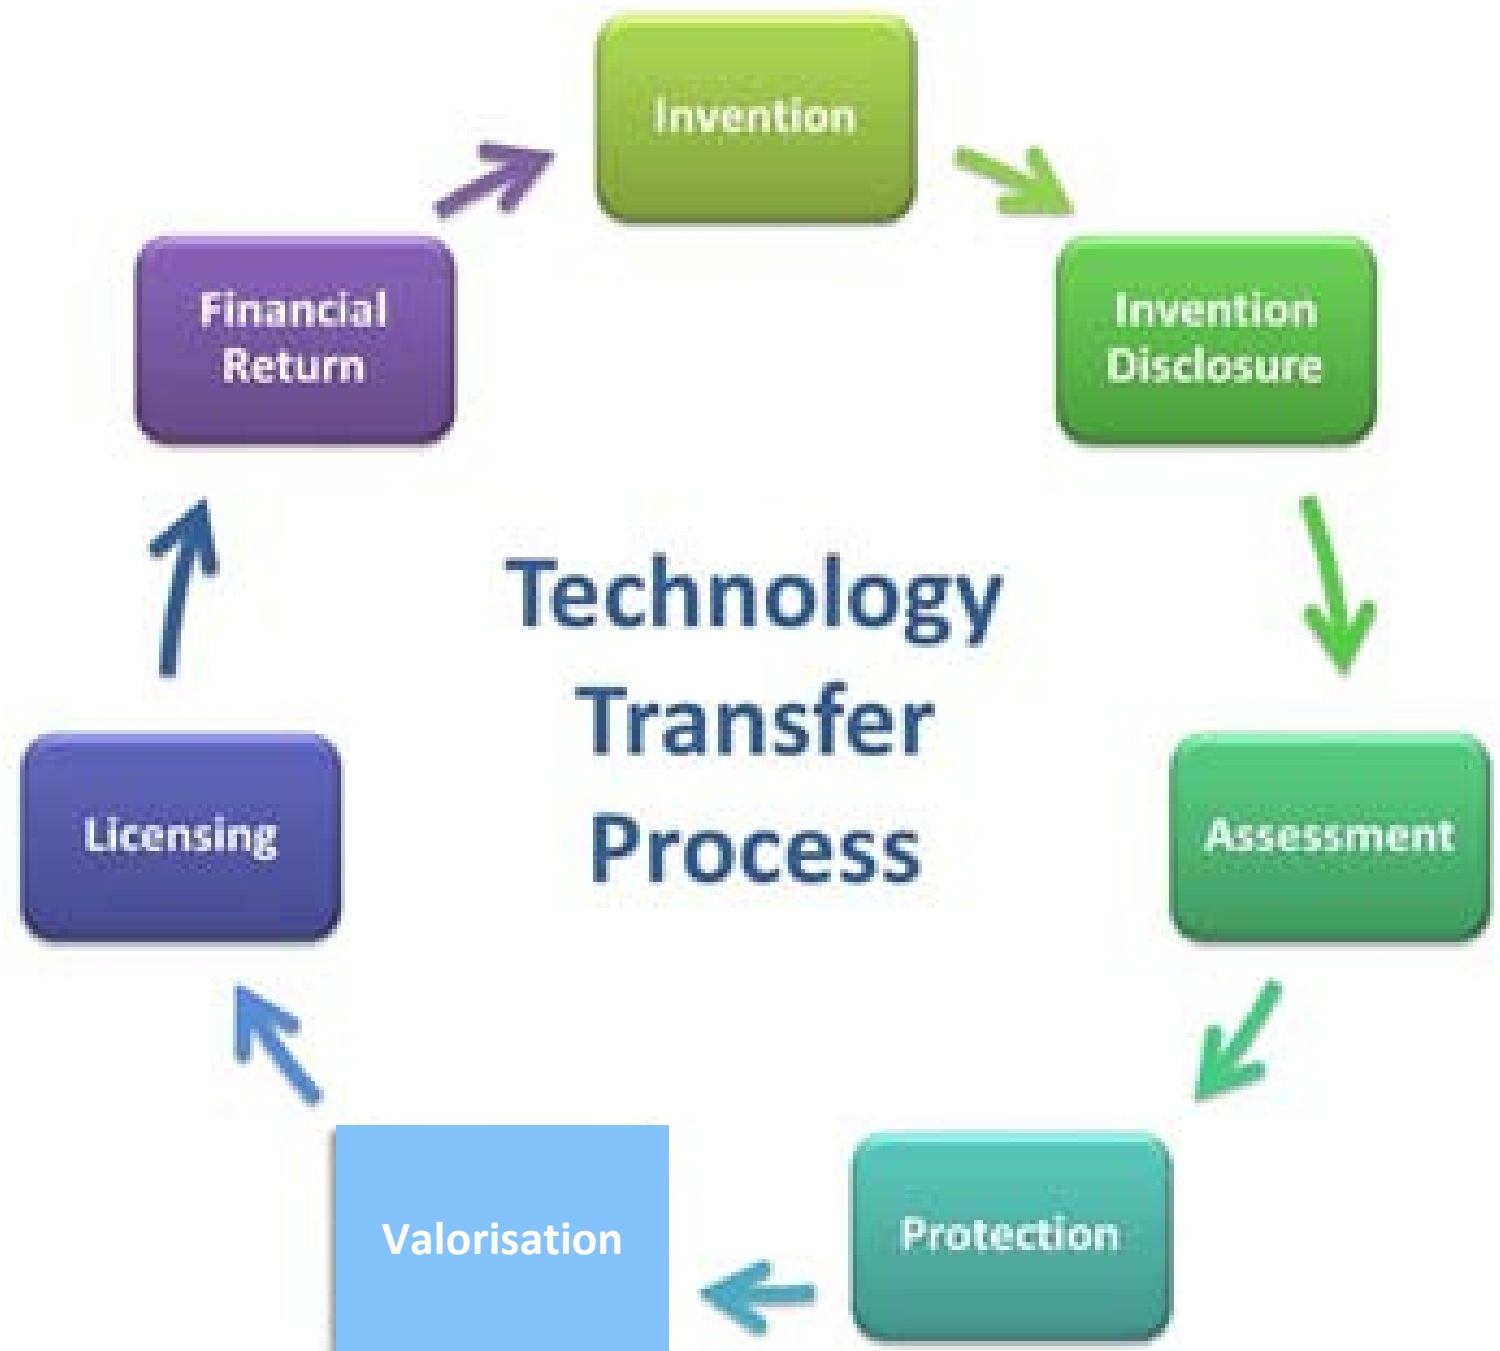 Invention
Invention
Disclosure
Assessment
Protection
Valorisation
Licensing
Financial
Return
Technology
Transfer
Process